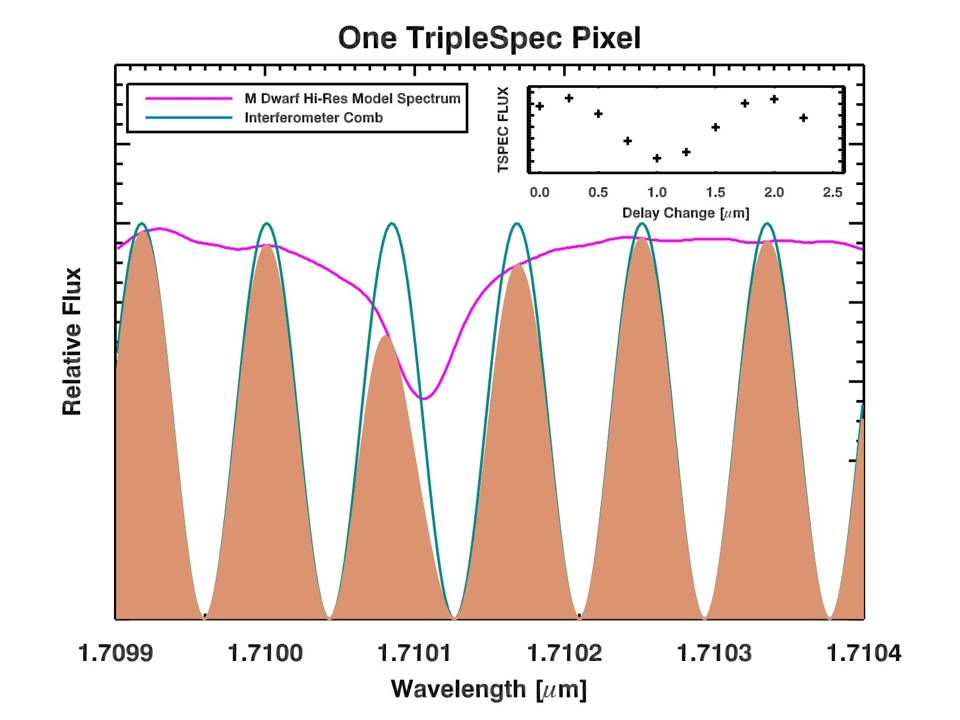 One TripleSpec Pixel
M Dwarf Hi-Res Model Spectrum
Interferometer Comb
TSPEC FLUX
0.0 0.5 1.0 1.5 2.0 2.5
Delay Change [μm]
Relative Flux
1.7099 1.7100 1.7101 1.7102 1.7103 1.7104
Wavelength [μm]